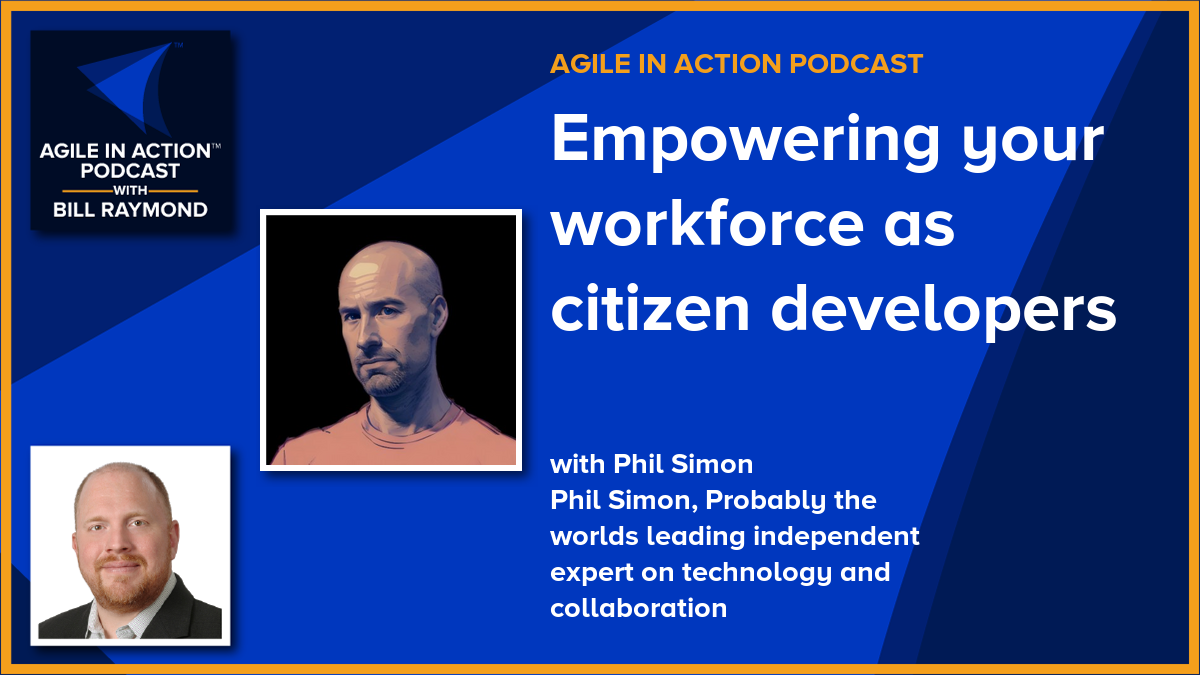 AGILE IN ACTION™
PODCAST
WITH
BILL RAYMOND
AGILE IN ACTION PODCAST
Empowering your
workforce as
citizen developers
with Phil Simon
Phil Simon, Probably the
worlds leading independent
expert on technology and
collaboration